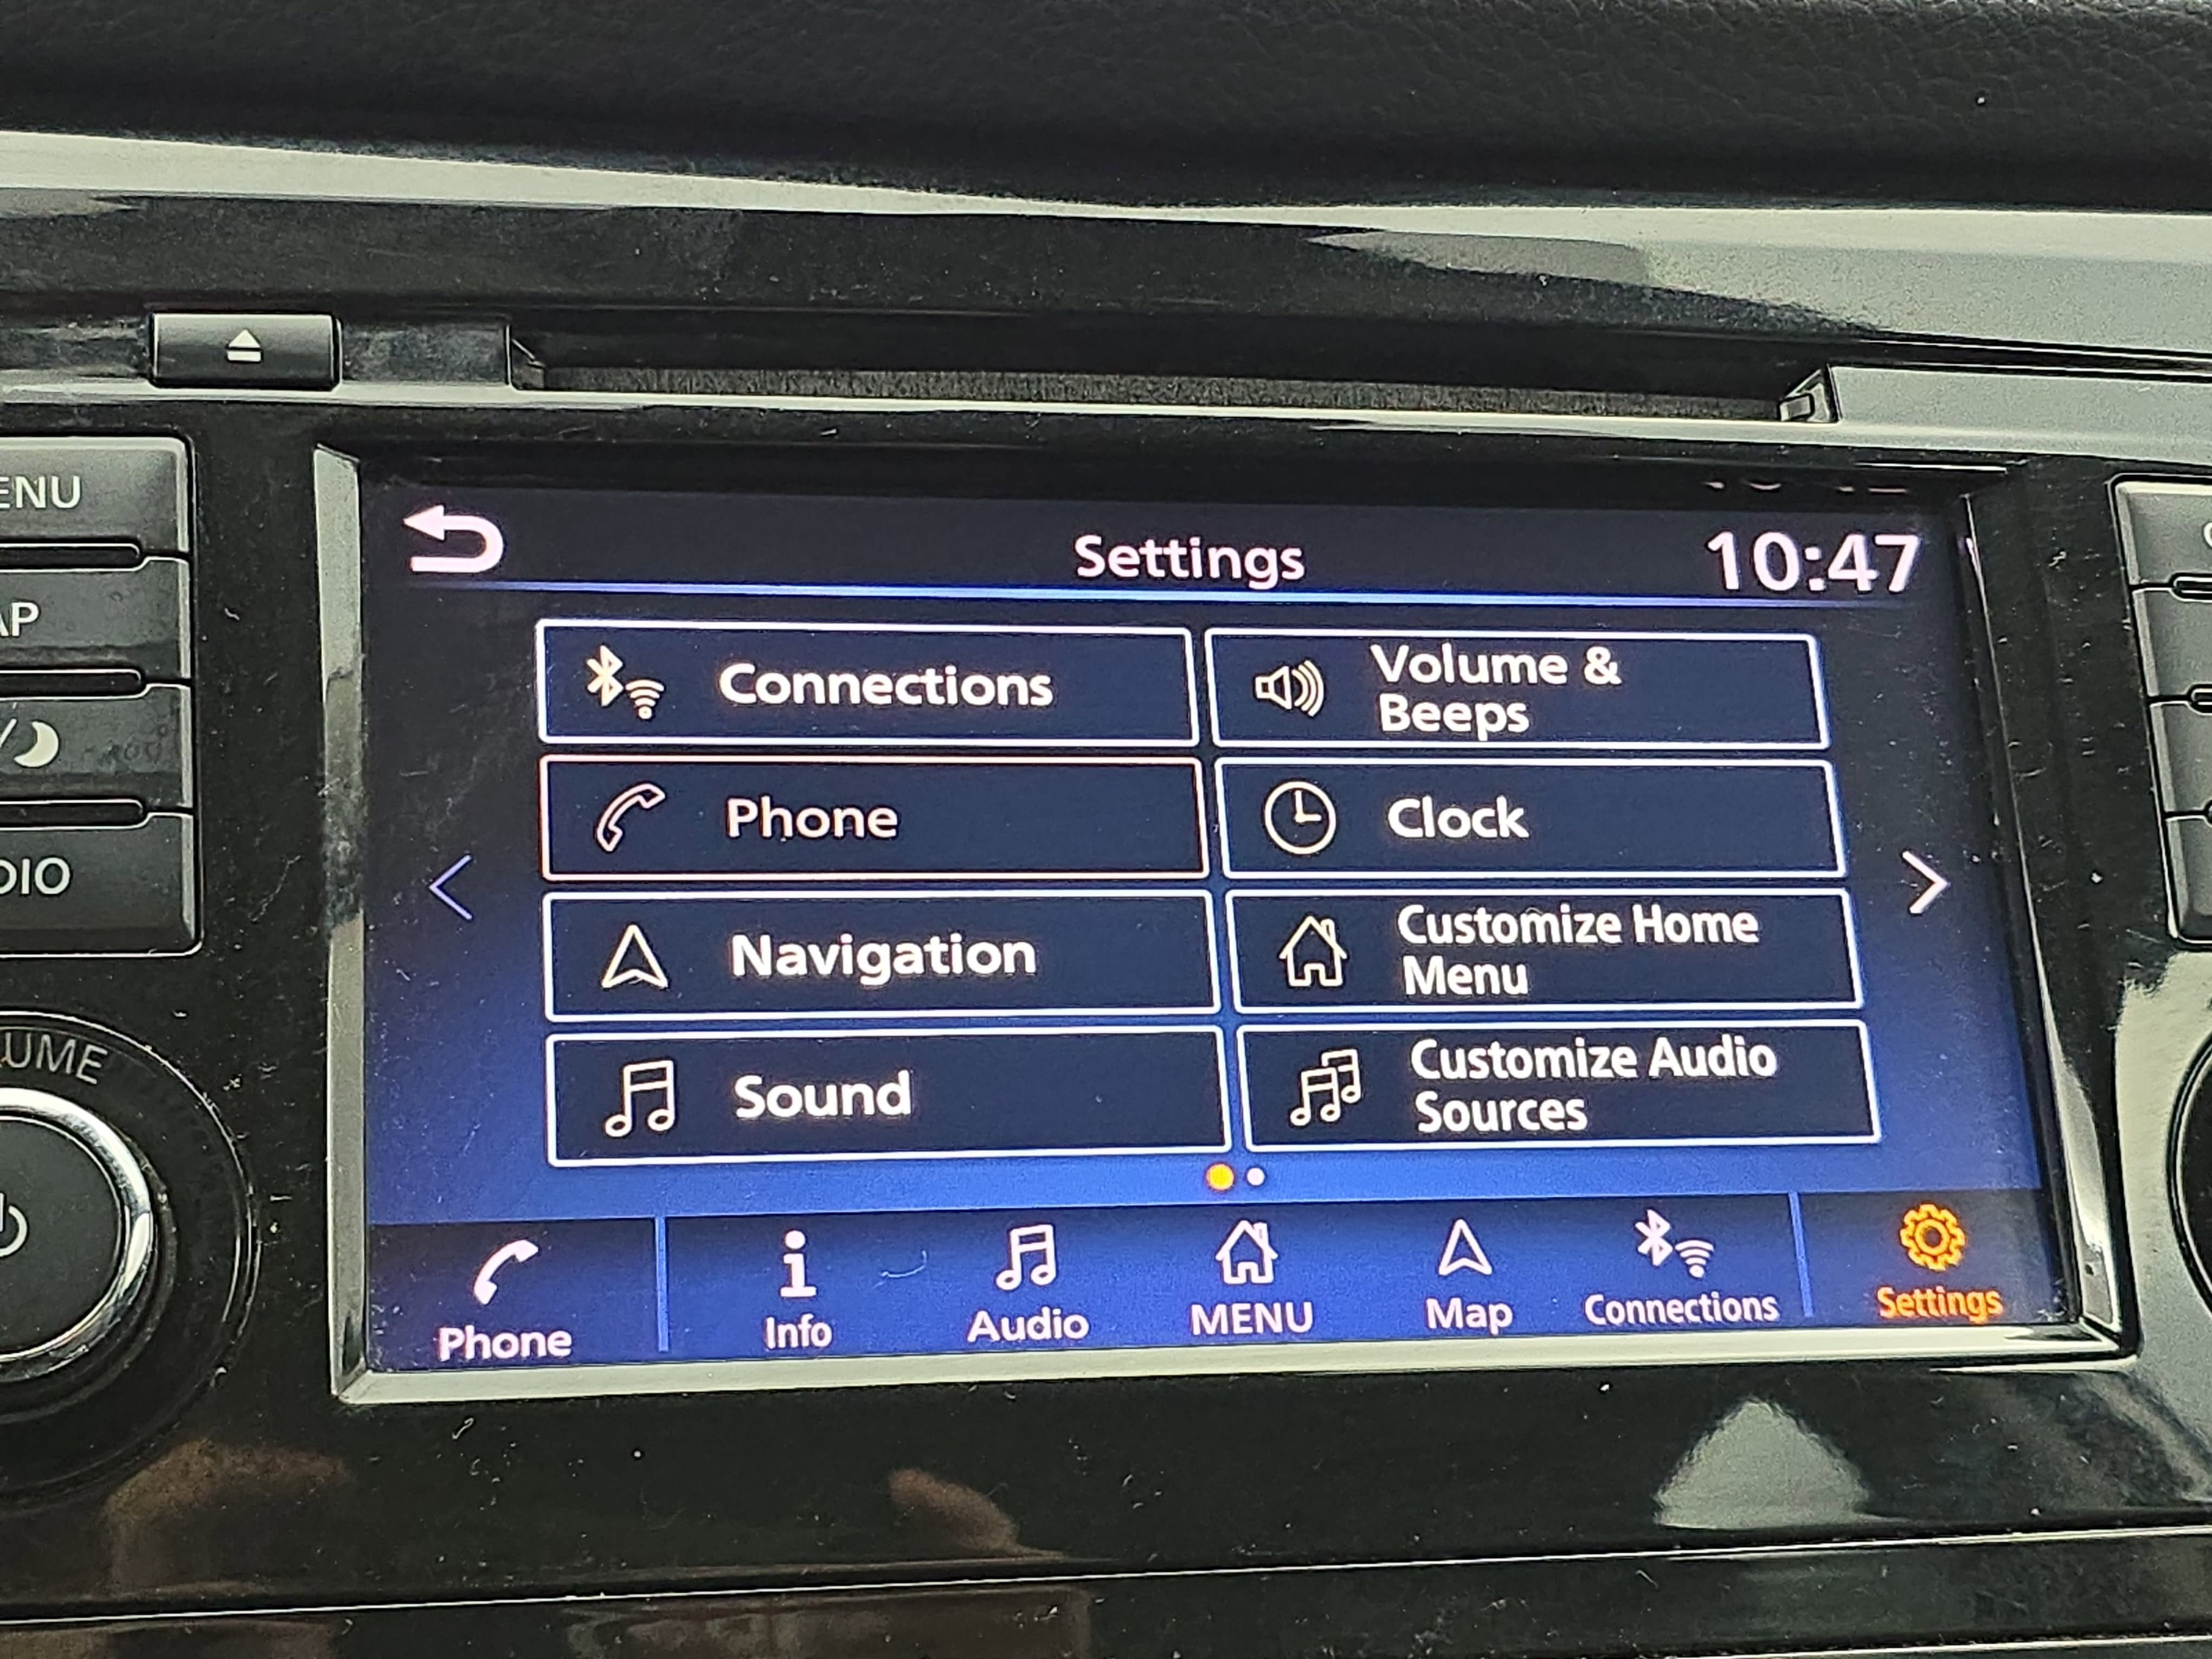 ENU
AP
DIO
UME
Settings
10:47
Connections
Volume &
Beeps
Phone
Clock
Navigation
Customize Home
Menu
Sound
Customize Audio
Sources
Phone
Info
Audio
MENU
Map
Connections
Settings